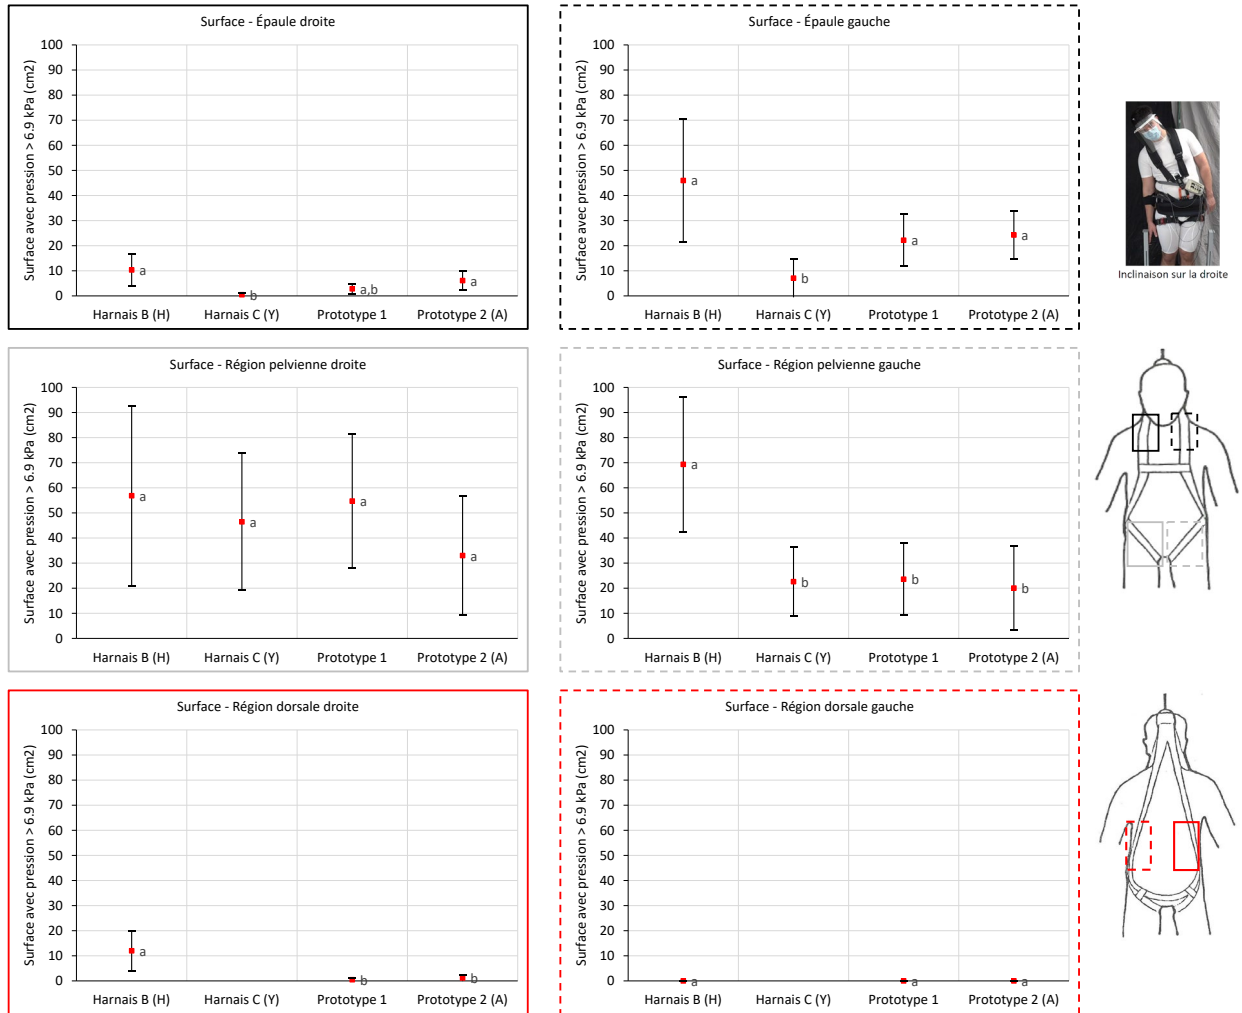 Surface - Épaule droite
Surface avec pression > 6.9 kPa (cm2)
100
90
80
70
60
50
40
30
20
10
0
a
b
a,b
a
Harnais B (H) Harnais C (Y) Prototype 1 Prototype 2 (A)
Surface - Épaule gauche
Surface avec pression > 6.9 kPa (cm2)
100
90
80
70
60
50
40
30
20
10
0
a
b
a
a
Harnais B (H) Harnais C (Y) Prototype 1 Prototype 2 (A)
Inclinaison sur la droite
Surface - Région pelvienne droite
Surface avec pression > 6.9 kPa (cm2)
100
90
80
70
60
50
40
30
20
10
0
a
a
a
a
Harnais B (H) Harnais C (Y) Prototype 1 Prototype 2 (A)
Surface - Région pelvienne gauche
Surface avec pression > 6.9 kPa (cm2)
100
90
80
70
60
50
40
30
20
10
0
a
b
b
b
Harnais B (H) Harnais C (Y) Prototype 1 Prototype 2 (A)
Surface - Région dorsale droite
Surface avec pression > 6.9 kPa (cm2)
100
90
80
70
60
50
40
30
20
10
0
a
b
b
Harnais B (H) Harnais C (Y) Prototype 1 Prototype 2 (A)
Surface - Région dorsale gauche
Surface avec pression > 6.9 kPa (cm2)
100
90
80
70
60
50
40
30
20
10
0
a
a
a
Harnais B (H) Harnais C (Y) Prototype 1 Prototype 2 (A)